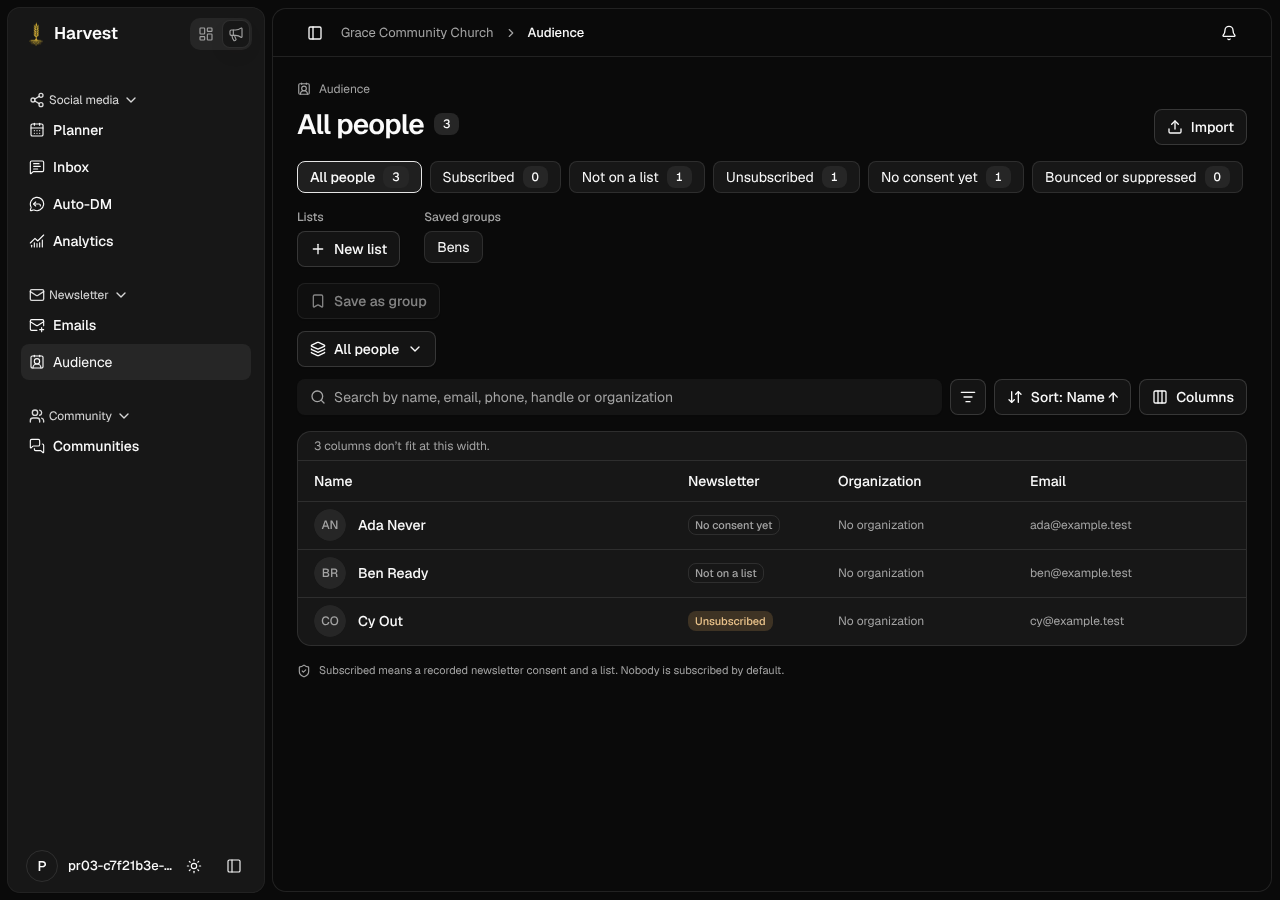 Harvest
Grace Community Church
Audience
Social media
Planner
Inbox
Auto-DM
Analytics
Newsletter
Emails
Audience
Community
Communities
P pr03-c7f21b3e-…
Audience
All people 3
Import
All people 3 Subscribed 0 Not on a list 1 Unsubscribed 1 No consent yet 1 Bounced or suppressed 0
Lists Saved groups
New list Bens
Save as group
All people
Search by name, email, phone, handle or organization Sort: Name ↑ Columns
3 columns don't fit at this width.
Name Newsletter Organization Email
AN Ada Never No consent yet No organization ada@example.test
BR Ben Ready Not on a list No organization ben@example.test
CO Cy Out Unsubscribed No organization cy@example.test
Subscribed means a recorded newsletter consent and a list. Nobody is subscribed by default.